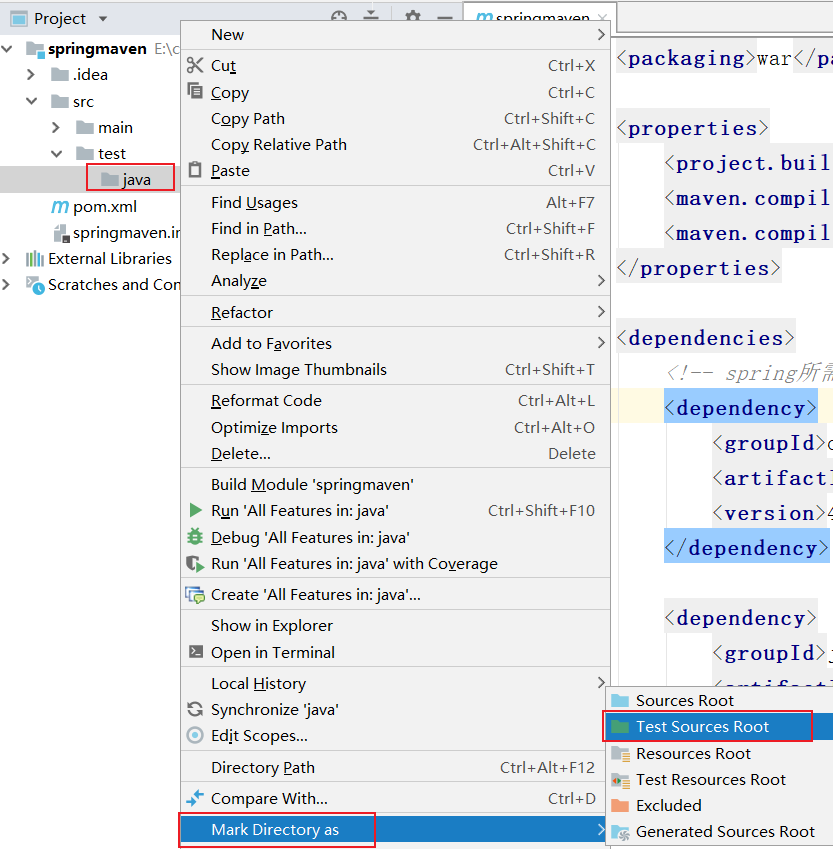 Project
springmaven E:\c
.idea
src
main
test
java
pom.xml
springmaven.i
External Libraries
Scratches and Con
New
Cut Ctrl+X
Copy Ctrl+C
Copy Path Ctrl+Shift+C
Copy Relative Path Ctrl+Alt+Shift+C
Paste Ctrl+V
Find Usages Alt+F7
Find in Path... Ctrl+Shift+F
Replace in Path... Ctrl+Shift+R
Analyze
Refactor
Add to Favorites
Show Image Thumbnails Ctrl+Shift+T
Reformat Code Ctrl+Alt+L
Optimize Imports Ctrl+Alt+O
Delete... Delete
Build Module 'springmaven'
Run 'All Features in: java' Ctrl+Shift+F10
Debug 'All Features in: java'
Run 'All Features in: java' with Coverage
Create 'All Features in: java'...
Show in Explorer
Open in Terminal
Local History
Synchronize 'java'
Edit Scopes...
Directory Path Ctrl+Alt+F12
Compare With... Ctrl+D
Mark Directory as
Sources Root
Test Sources Root
Resources Root
Test Resources Root
Excluded
Generated Sources Root
springmaven
<packaging>war</pa
<properties>
<project.buil
<maven.compil
<maven.compil
</properties>
<dependencies>
<!-- spring所需
<dependency>
<groupId>
<artifact
<version>4
</dependency>
<dependency>
<groupId>j
<artifactI